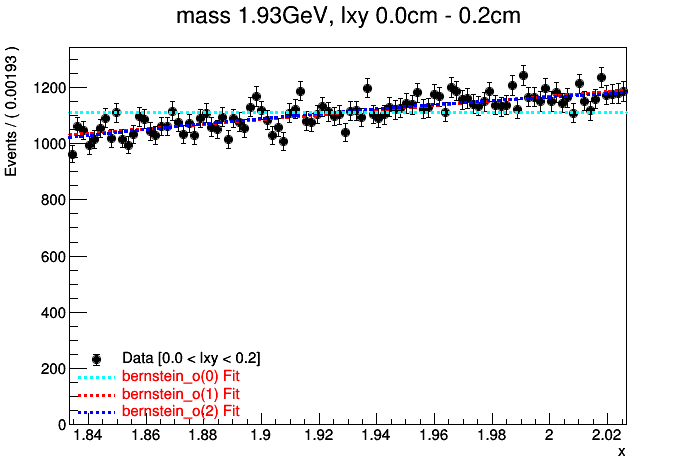 mass 1.93GeV, lxy 0.0cm - 0.2cm
Events / ( 0.00193 )
1200
1000
800
600
400
200
0
Data [0.0 < lxy < 0.2]
bernstein_o(0) Fit
bernstein_o(1) Fit
bernstein_o(2) Fit
1.84 1.86 1.88 1.9 1.92 1.94 1.96 1.98 2 2.02
x